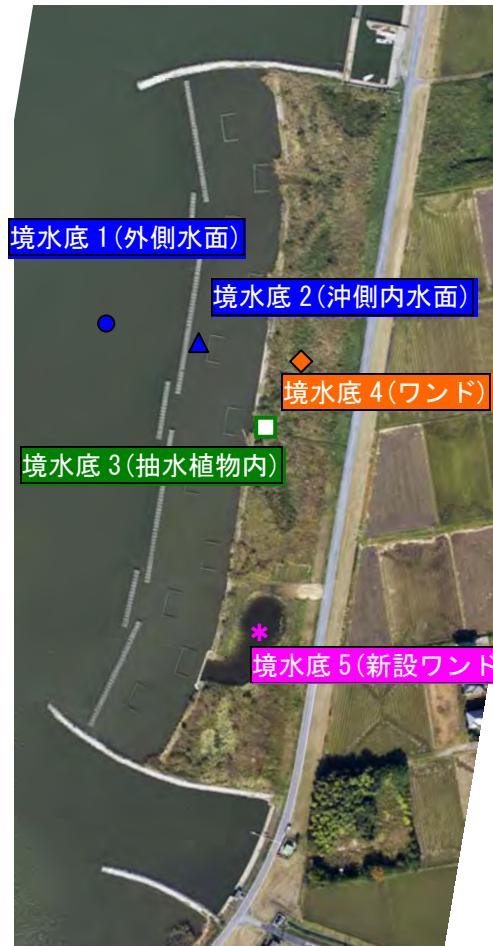 境水底 1(外側水面)
境水底 2(沖側内水面)
境水底 4(ワンド)
境水底 3(抽水植物内)
境水底 5(新設ワンド